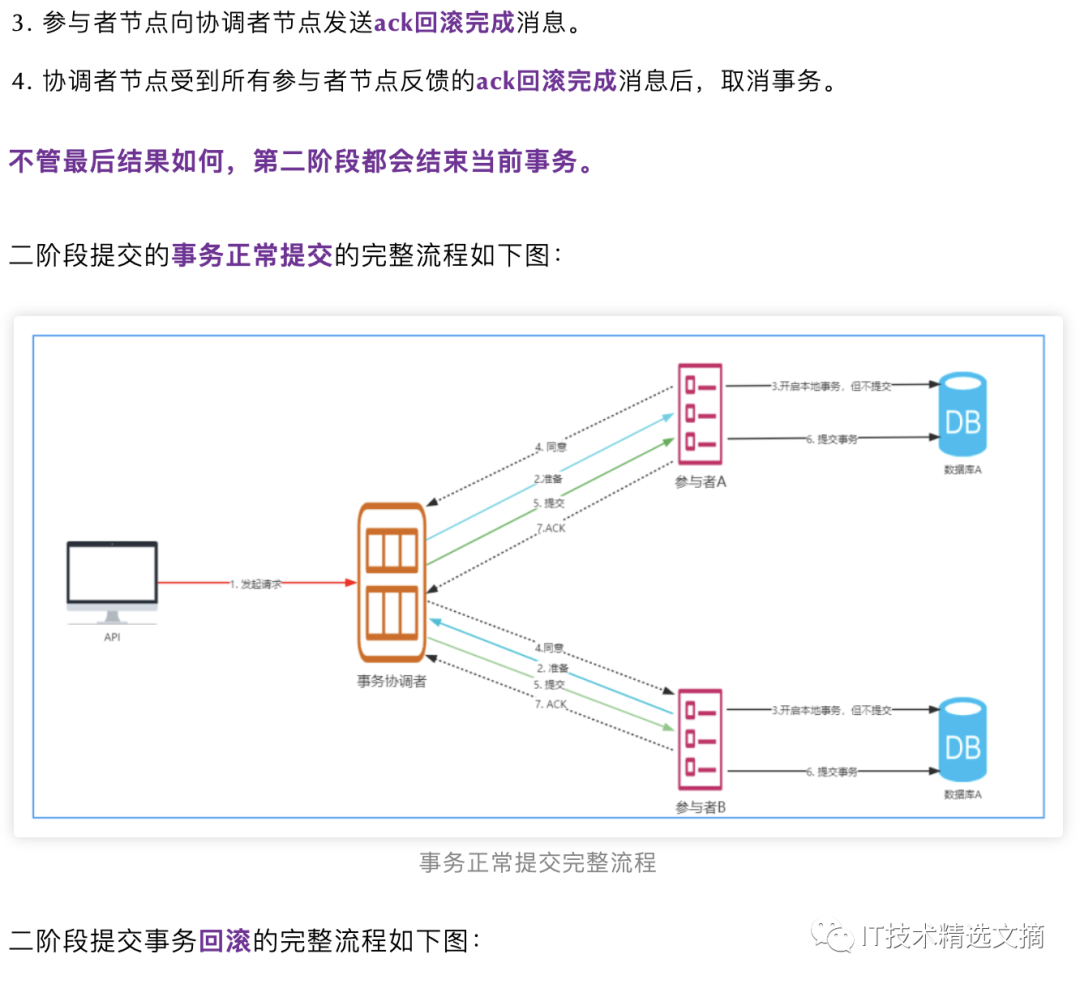 3. 参与者节点向协调者节点发送ack回滚完成消息。
4. 协调者节点受到所有参与者节点反馈的ack回滚完成消息后，取消事务。
不管最后结果如何，第二阶段都会结束当前事务。
二阶段提交的事务正常提交的完整流程如下图：
3.开启本地事务，但不提交
DB
4. 同意
6. 提交事务
2.准备
数据库A
参与者A
5. 提交
7.ACK
1. 发起请求
API
4.同意
2. 准备
事务协调者
5. 提交
7. ACK
3.开启本地事务，但不提交
DB
6. 提交事务
数据库A
参与者B
事务正常提交完整流程
二阶段提交事务回滚的完整流程如下图：
IT技术精选文摘